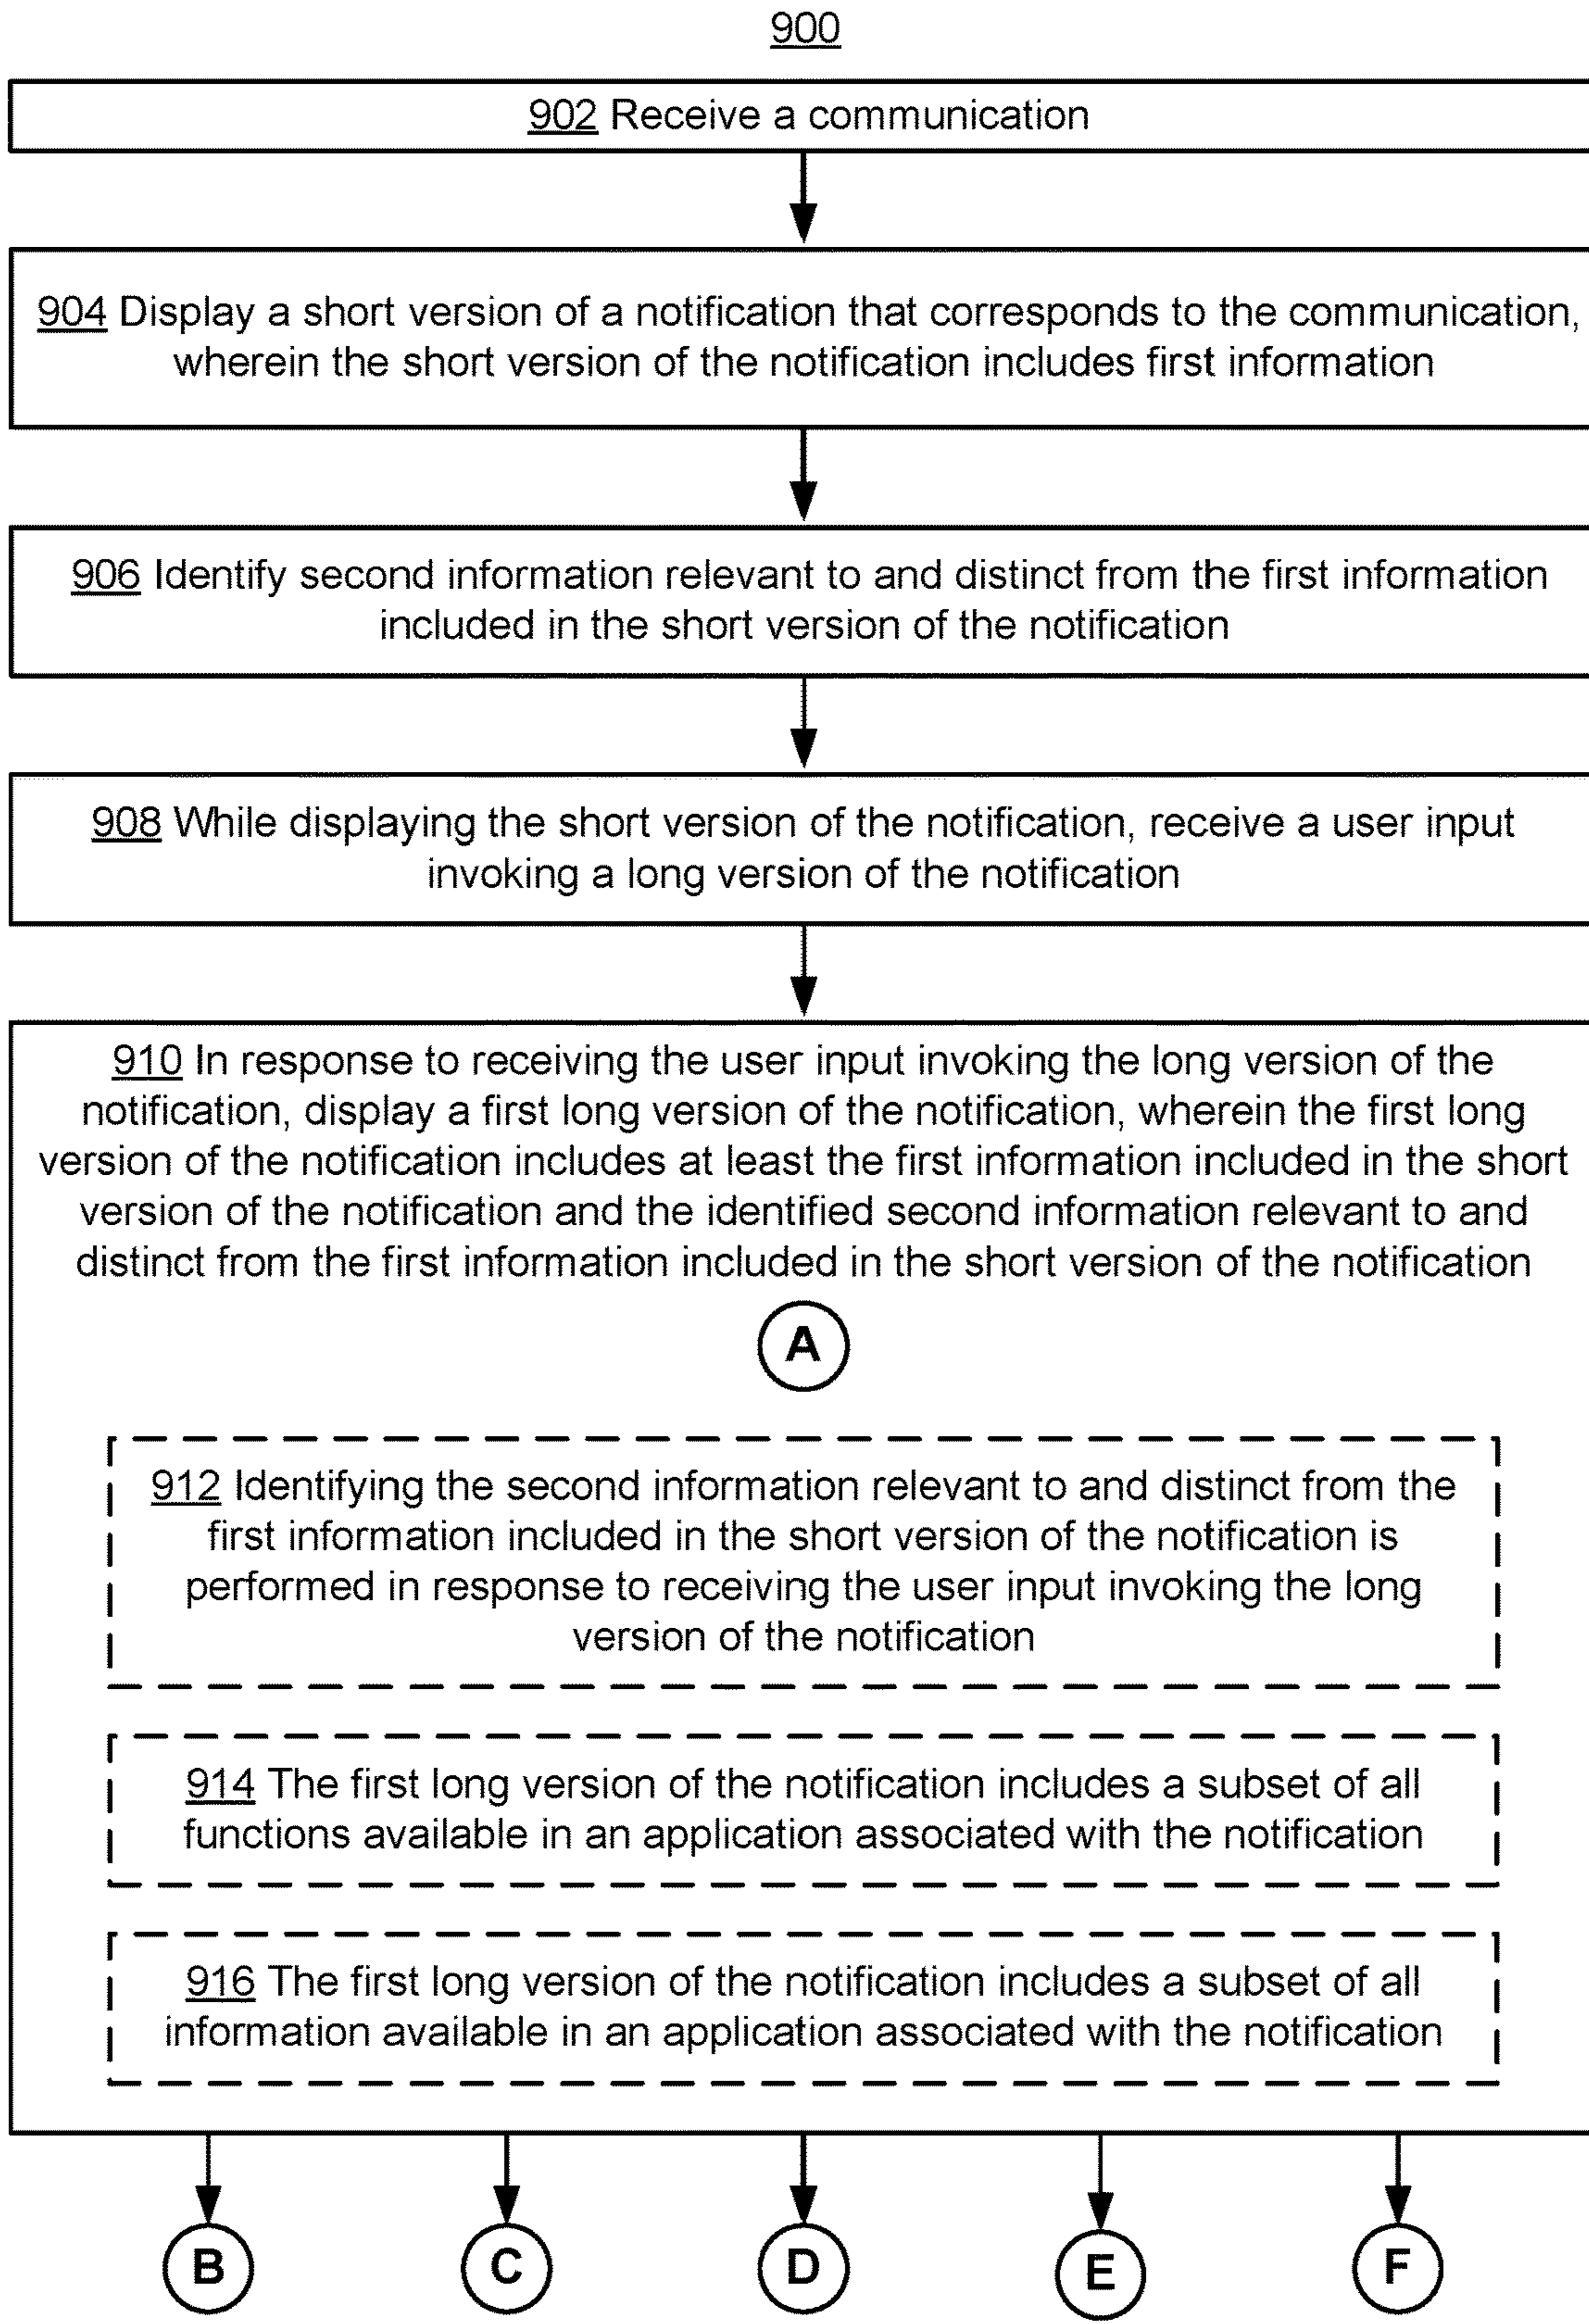 900
902 Receive a communication
904 Display a short version of a notification that corresponds to the communication,
wherein the short version of the notification includes first information
906 Identify second information relevant to and distinct from the first information
included in the short version of the notification
908 While displaying the short version of the notification, receive a user input
invoking a long version of the notification
910 In response to receiving the user input invoking the long version of the
notification, display a first long version of the notification, wherein the first long
version of the notification includes at least the first information included in the short
version of the notification and the identified second information relevant to and
distinct from the first information included in the short version of the notification
A
912 Identifying the second information relevant to and distinct from the
first information included in the short version of the notification is
performed in response to receiving the user input invoking the long
version of the notification
914 The first long version of the notification includes a subset of all
functions available in an application associated with the notification
916 The first long version of the notification includes a subset of all
information available in an application associated with the notification
B C D E F